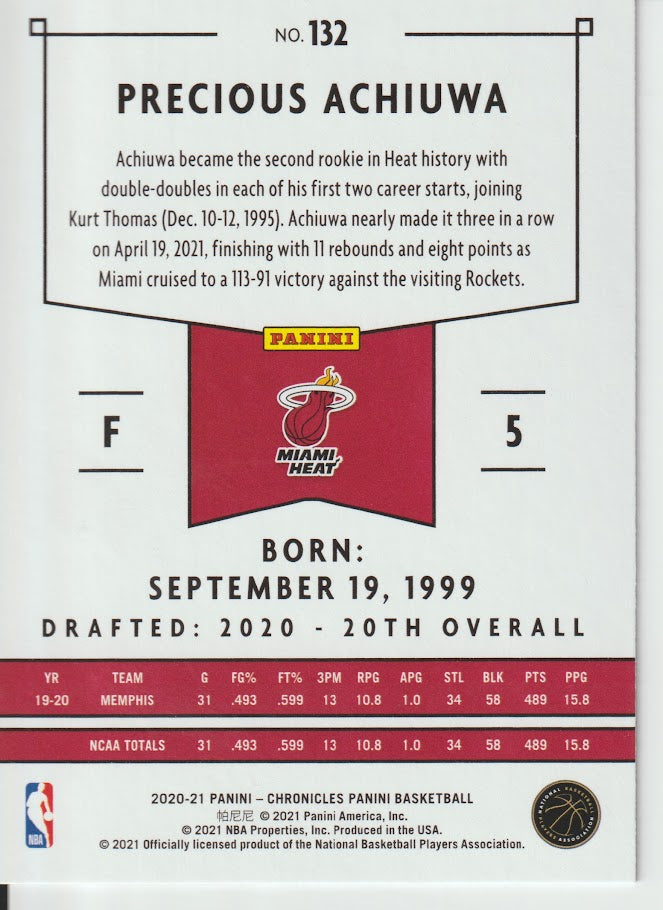 NO. 132
PRECIOUS ACHIUWA
Achiuwa became the second rookie in Heat history with
double-doubles in each of his first two career starts, joining
Kurt Thomas (Dec. 10-12, 1995). Achiuwa nearly made it three in a row
on April 19, 2021, finishing with 11 rebounds and eight points as
Miami cruised to a 113-91 victory against the visiting Rockets.
PANINI
F
MIAMI
HEAT
5
BORN:
SEPTEMBER 19, 1999
DRAFTED: 2020 - 20TH OVERALL
YR TEAM G FG% FT% 3PM RPG APG STL BLK PTS PPG
19-20 MEMPHIS 31 .493 .599 13 10.8 1.0 34 58 489 15.8
NCAA TOTALS 31 .493 .599 13 10.8 1.0 34 58 489 15.8
2020-21 PANINI – CHRONICLES PANINI BASKETBALL
帕尼尼 © 2021 Panini America, Inc.
© 2021 NBA Properties, Inc. Produced in the USA.
© 2021 Officially licensed product of the National Basketball Players Association.
NBA
NATIONAL BASKETBALL
PLAYERS ASSOCIATION